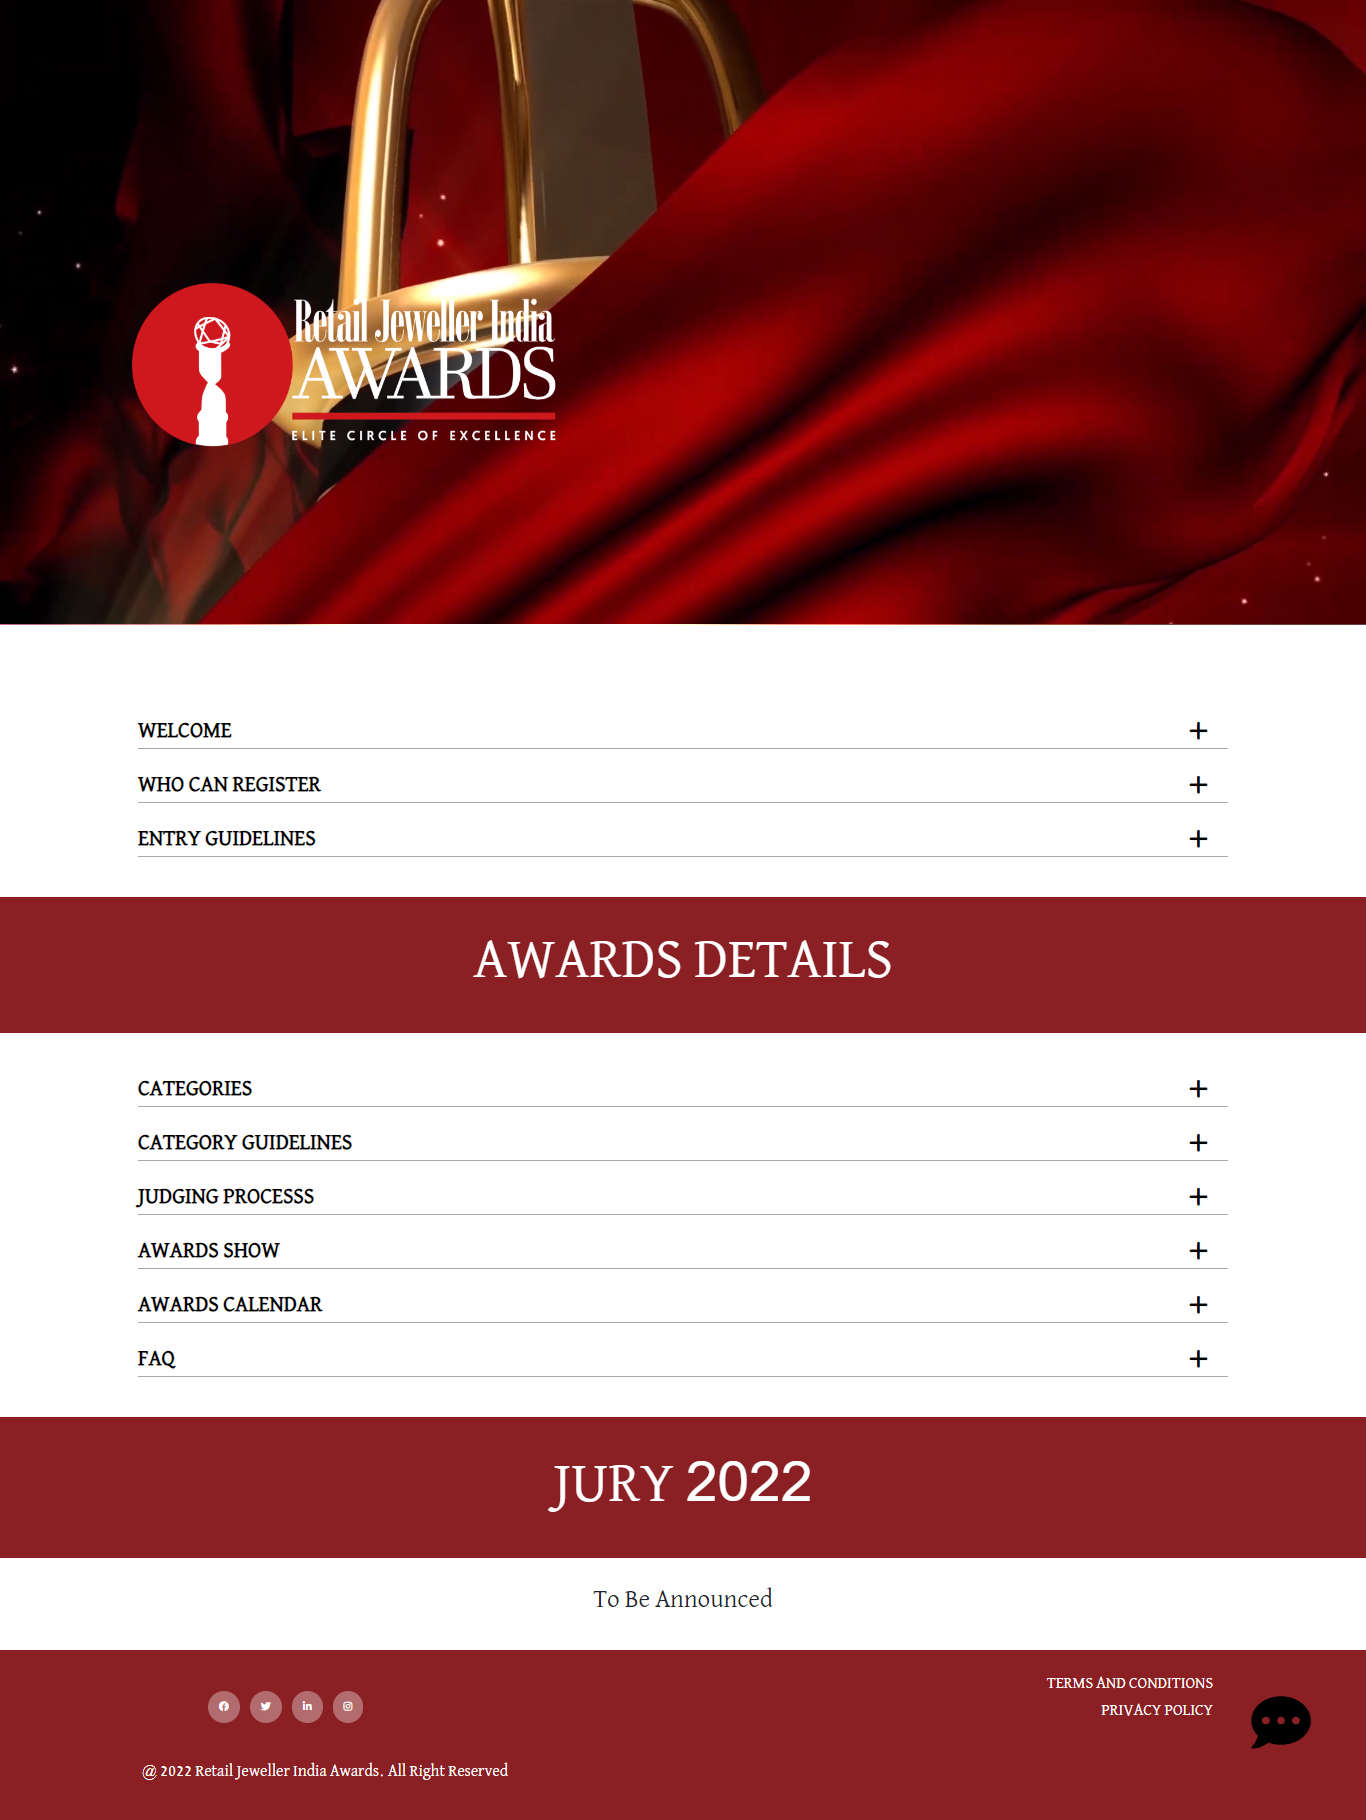 Retail Jeweller India
AWARDS
ELITE CIRCLE OF EXCELLENCE
WELCOME
WHO CAN REGISTER
ENTRY GUIDELINES
AWARDS DETAILS
CATEGORIES
CATEGORY GUIDELINES
JUDGING PROCESSS
AWARDS SHOW
AWARDS CALENDAR
FAQ
JURY 2022
To Be Announced
TERMS AND CONDITIONS
PRIVACY POLICY
@ 2022 Retail Jeweller India Awards. All Right Reserved